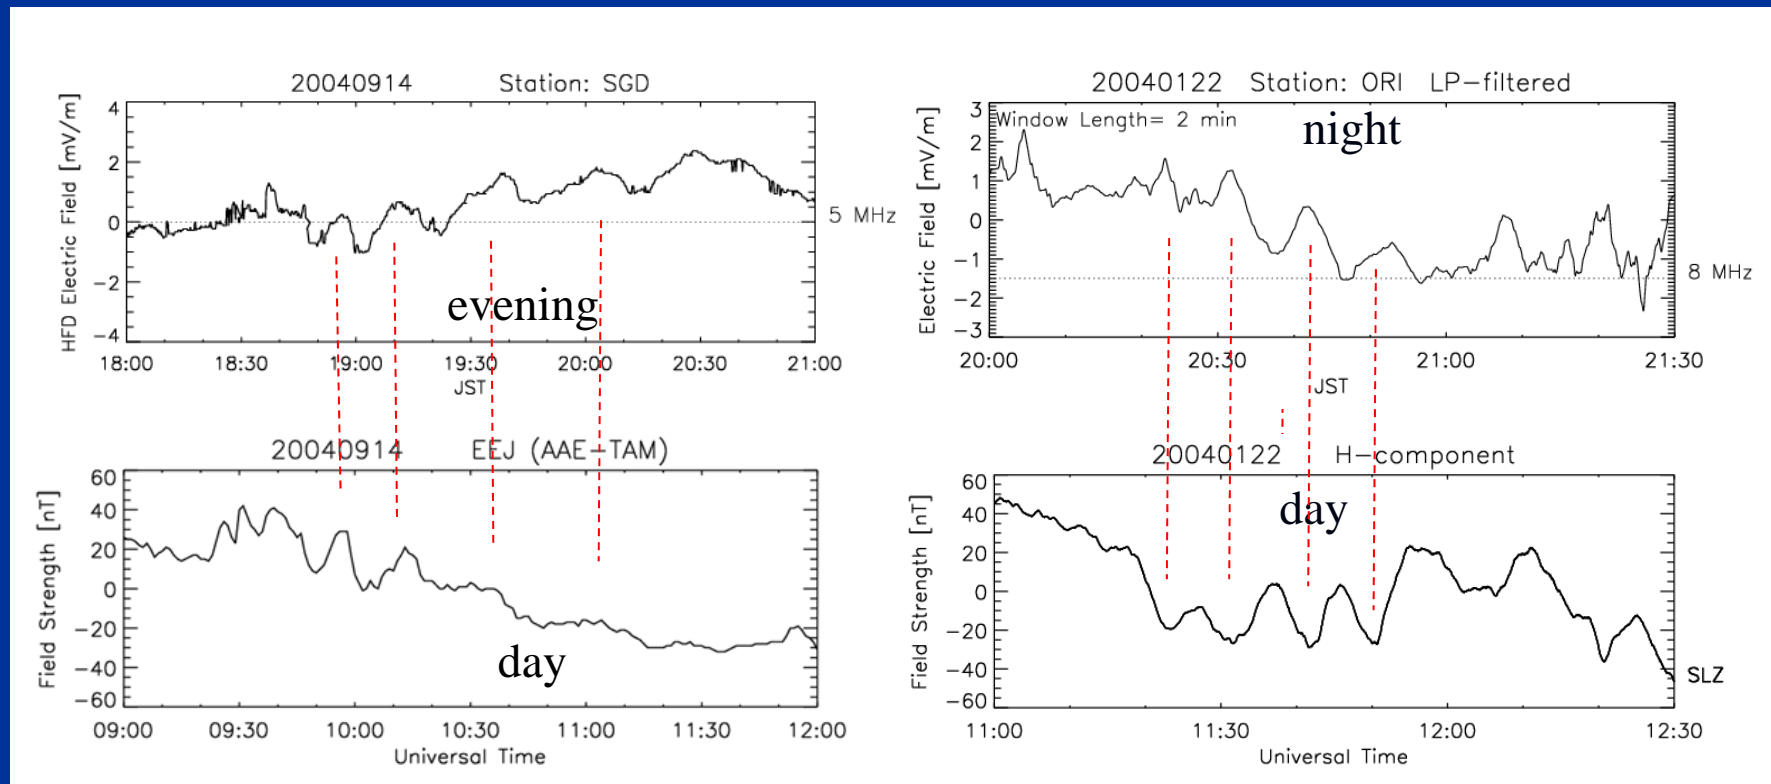 20040914 Station: SGD
HFD Electric Field [mV/m]
4
2
0
−2
−4
5 MHz
evening
18:00 18:30 19:00 19:30 20:00 20:30 21:00
JST
20040122 Station: ORI LP-filtered
Window Length= 2 min
night
Electric Field [mV/m]
3
2
1
0
−1
−2
−3
8 MHz
20:00 20:30 21:00 21:30
JST
20040914 EEJ (AAE-TAM)
Field Strength [nT]
60
40
20
0
−20
−40
−60
day
09:00 09:30 10:00 10:30 11:00 11:30 12:00
Universal Time
20040122 H-component
day
Field Strength [nT]
60
40
20
0
−20
−40
−60
SLZ
11:00 11:30 12:00 12:30
Universal Time